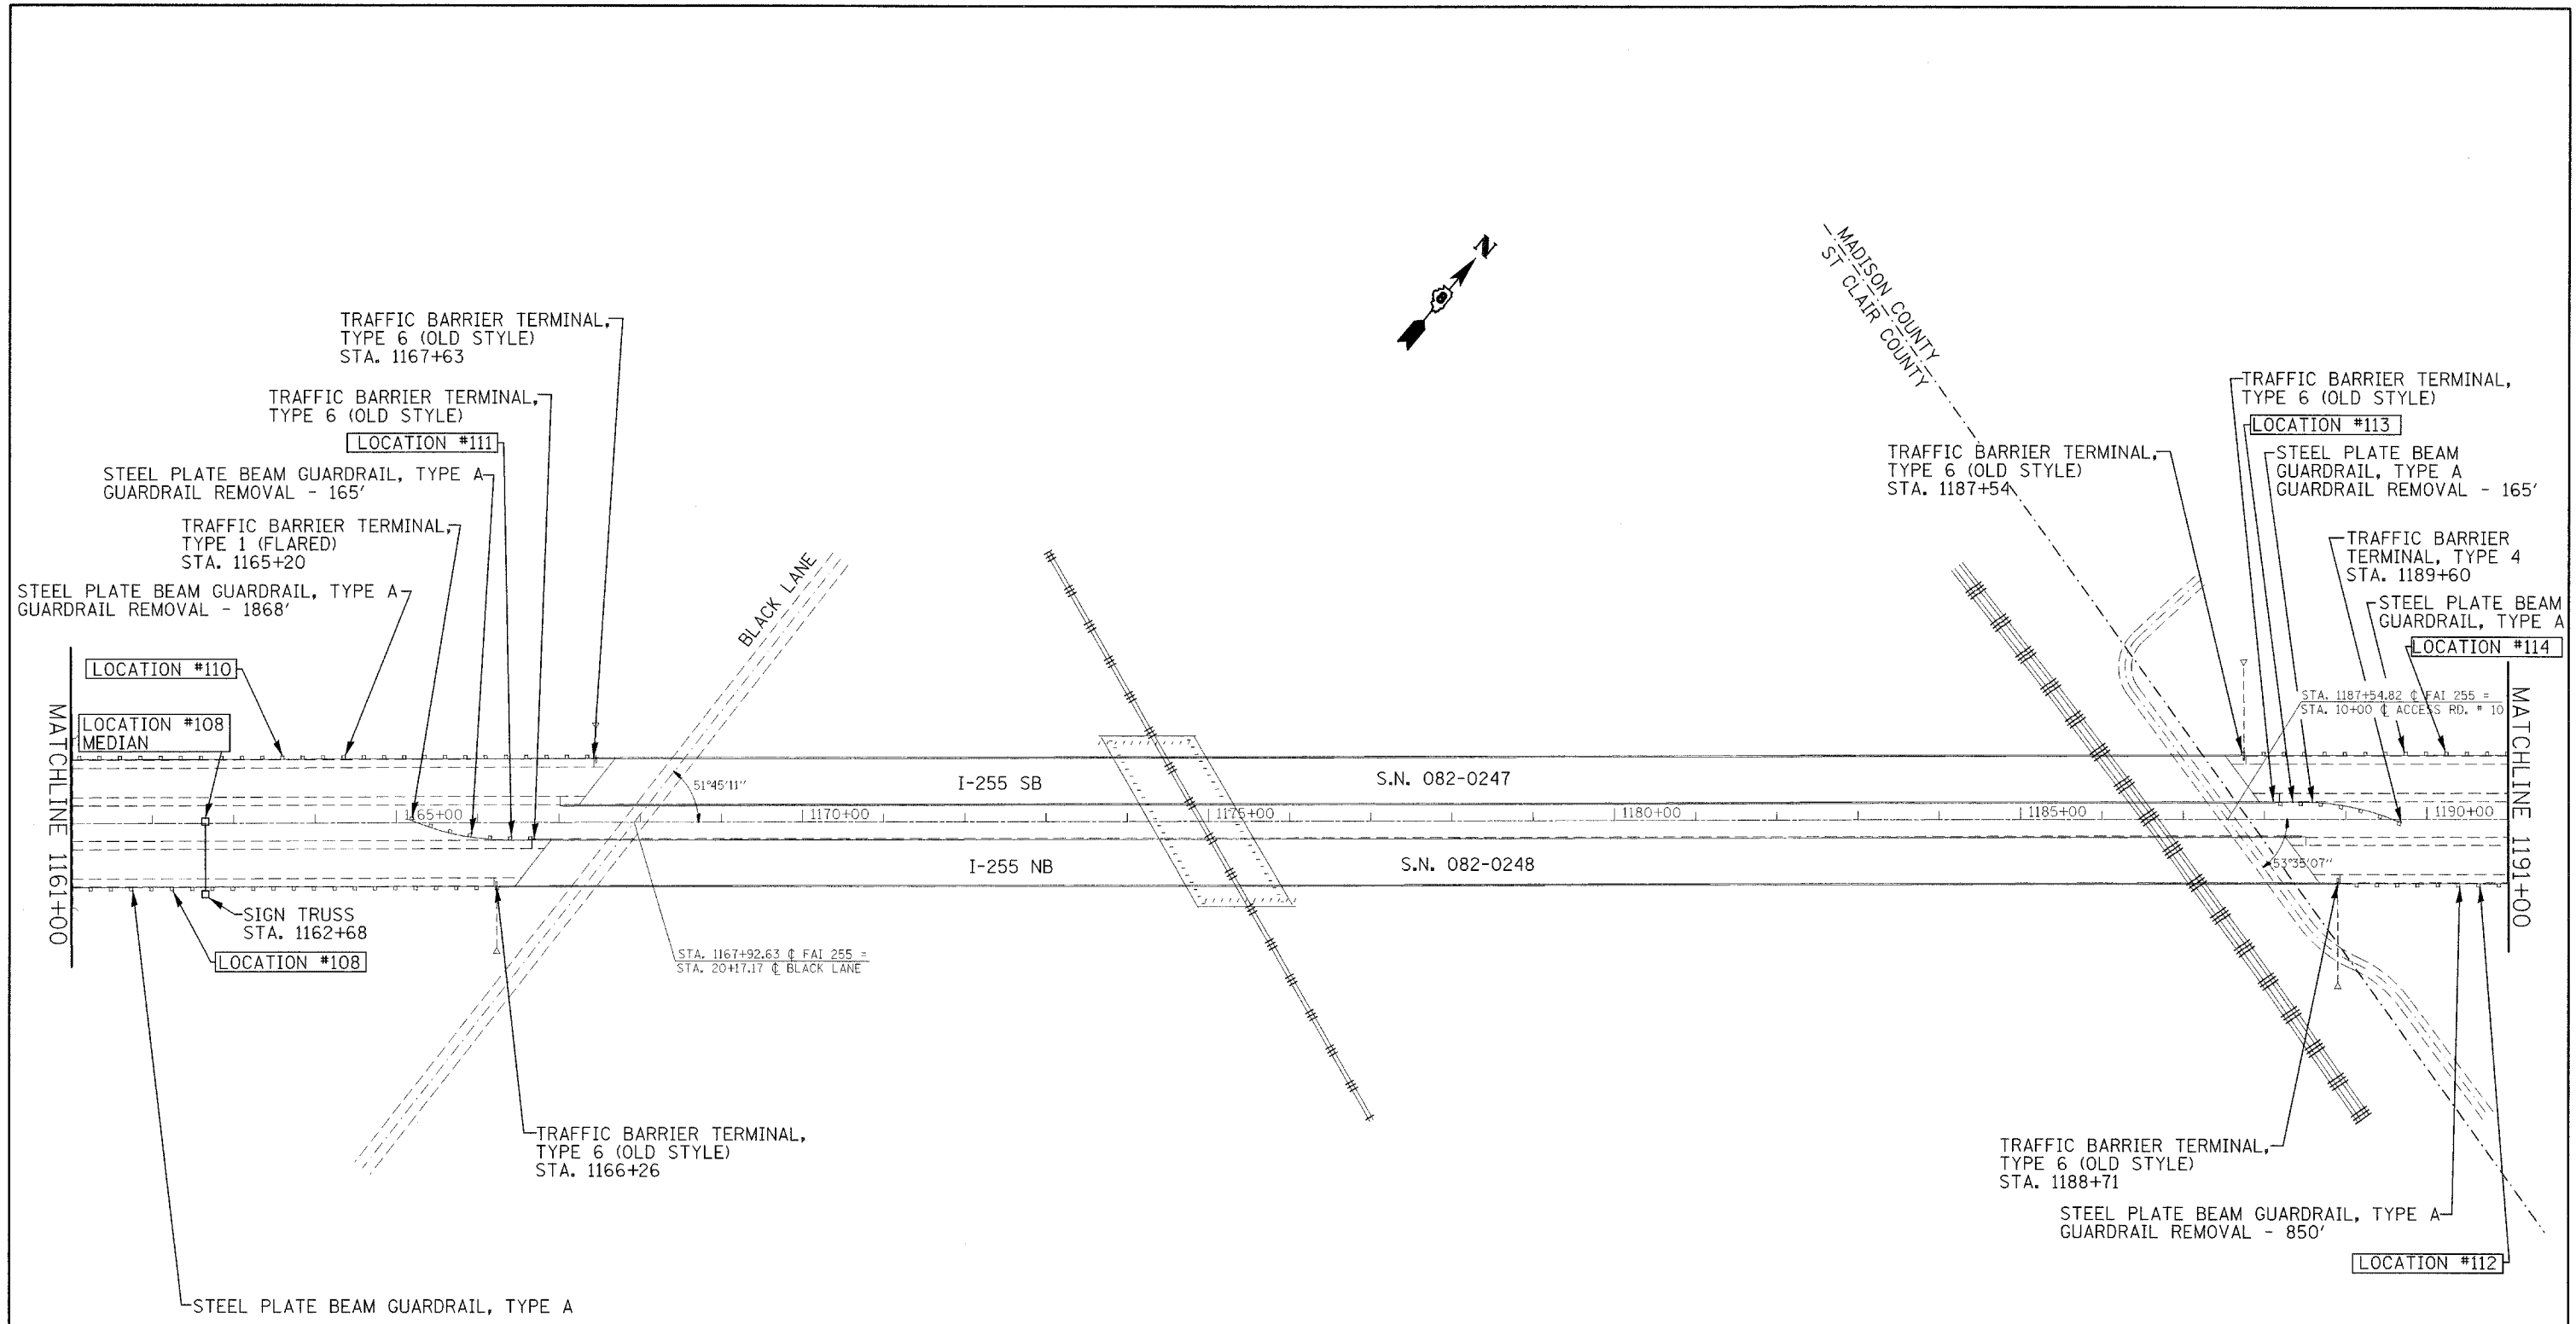 N
MADISON COUNTY
ST CLAIR COUNTY
TRAFFIC BARRIER TERMINAL,
TYPE 6 (OLD STYLE)
STA. 1167+63
TRAFFIC BARRIER TERMINAL,
TYPE 6 (OLD STYLE)
LOCATION #111
STEEL PLATE BEAM GUARDRAIL, TYPE A
GUARDRAIL REMOVAL - 165'
TRAFFIC BARRIER TERMINAL,
TYPE 1 (FLARED)
STA. 1165+20
STEEL PLATE BEAM GUARDRAIL, TYPE A
GUARDRAIL REMOVAL - 1868'
LOCATION #110
LOCATION #108
MEDIAN
MATCHLINE 1161+00
BLACK LANE
TRAFFIC BARRIER TERMINAL,
TYPE 6 (OLD STYLE)
LOCATION #113
TRAFFIC BARRIER TERMINAL,
TYPE 6 (OLD STYLE)
STA. 1187+54
STEEL PLATE BEAM
GUARDRAIL, TYPE A
GUARDRAIL REMOVAL - 165'
TRAFFIC BARRIER
TERMINAL, TYPE 4
STA. 1189+60
STEEL PLATE BEAM
GUARDRAIL, TYPE A
LOCATION #114
STA. 1187+54.82 ℄ FAI 255 =
STA. 10+00 ℄ ACCESS RD. # 10
MATCHLINE 1191+00
51°45'11"
I-255 SB
S.N. 082-0247
1165+00
1170+00
1175+00
1180+00
1185+00
1190+00
I-255 NB
S.N. 082-0248
53°35'07"
SIGN TRUSS
STA. 1162+68
LOCATION #108
STA. 1167+92.63 ℄ FAI 255 =
STA. 20+17.17 ℄ BLACK LANE
TRAFFIC BARRIER TERMINAL,
TYPE 6 (OLD STYLE)
STA. 1166+26
TRAFFIC BARRIER TERMINAL,
TYPE 6 (OLD STYLE)
STA. 1188+71
STEEL PLATE BEAM GUARDRAIL, TYPE A
GUARDRAIL REMOVAL - 850'
LOCATION #112
STEEL PLATE BEAM GUARDRAIL, TYPE A